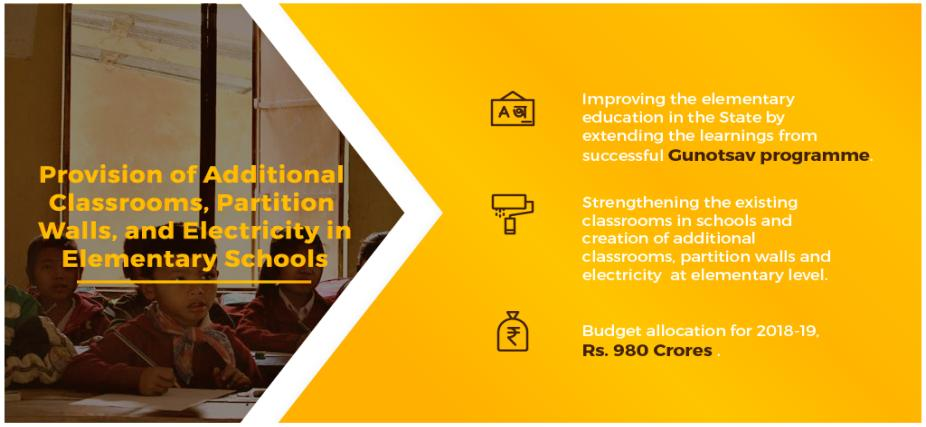 Provision of Additional
Classrooms, Partition
Walls, and Electricity in
Elementary Schools
A অ
Improving the elementary
education in the State by
extending the learnings from
successful Gunotsav programme.
Strengthening the existing
classrooms in schools and
creation of additional
classrooms, partition walls and
electricity at elementary level.
₹
Budget allocation for 2018-19,
Rs. 980 Crores .